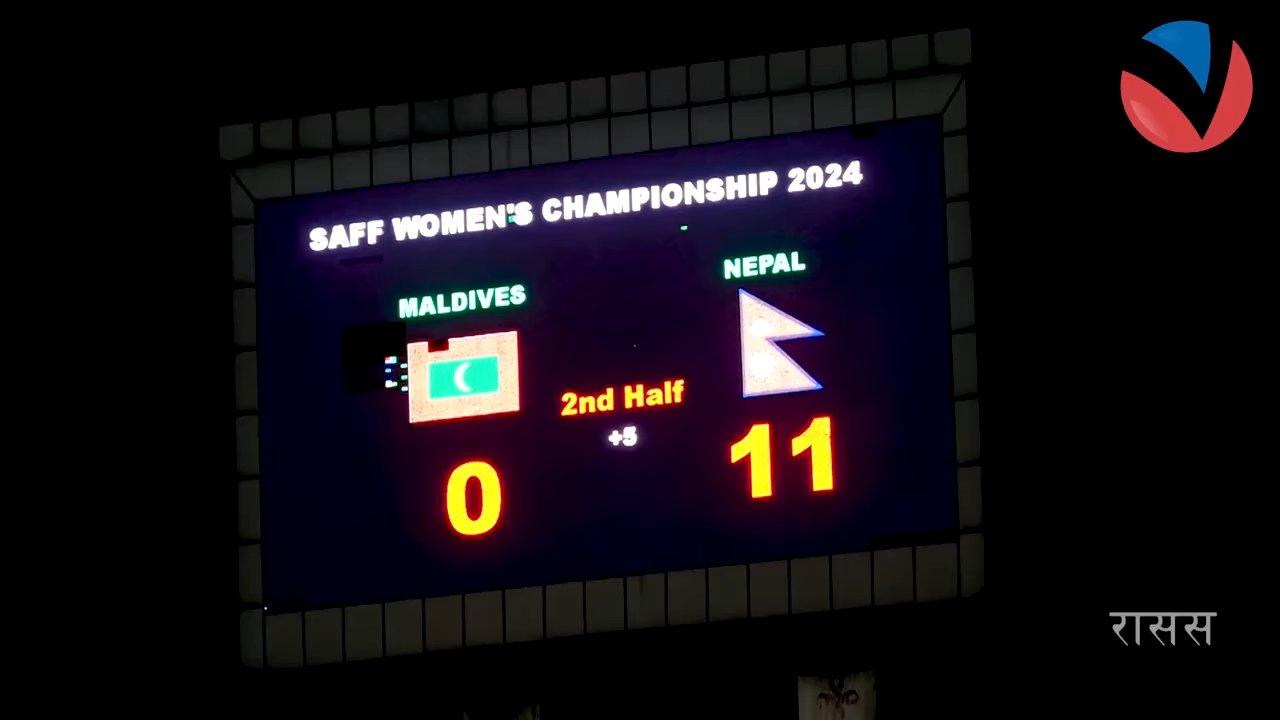 SAFF WOMEN'S CHAMPIONSHIP 2024
MALDIVES
NEPAL
2nd Half
+5
0
11
रासस